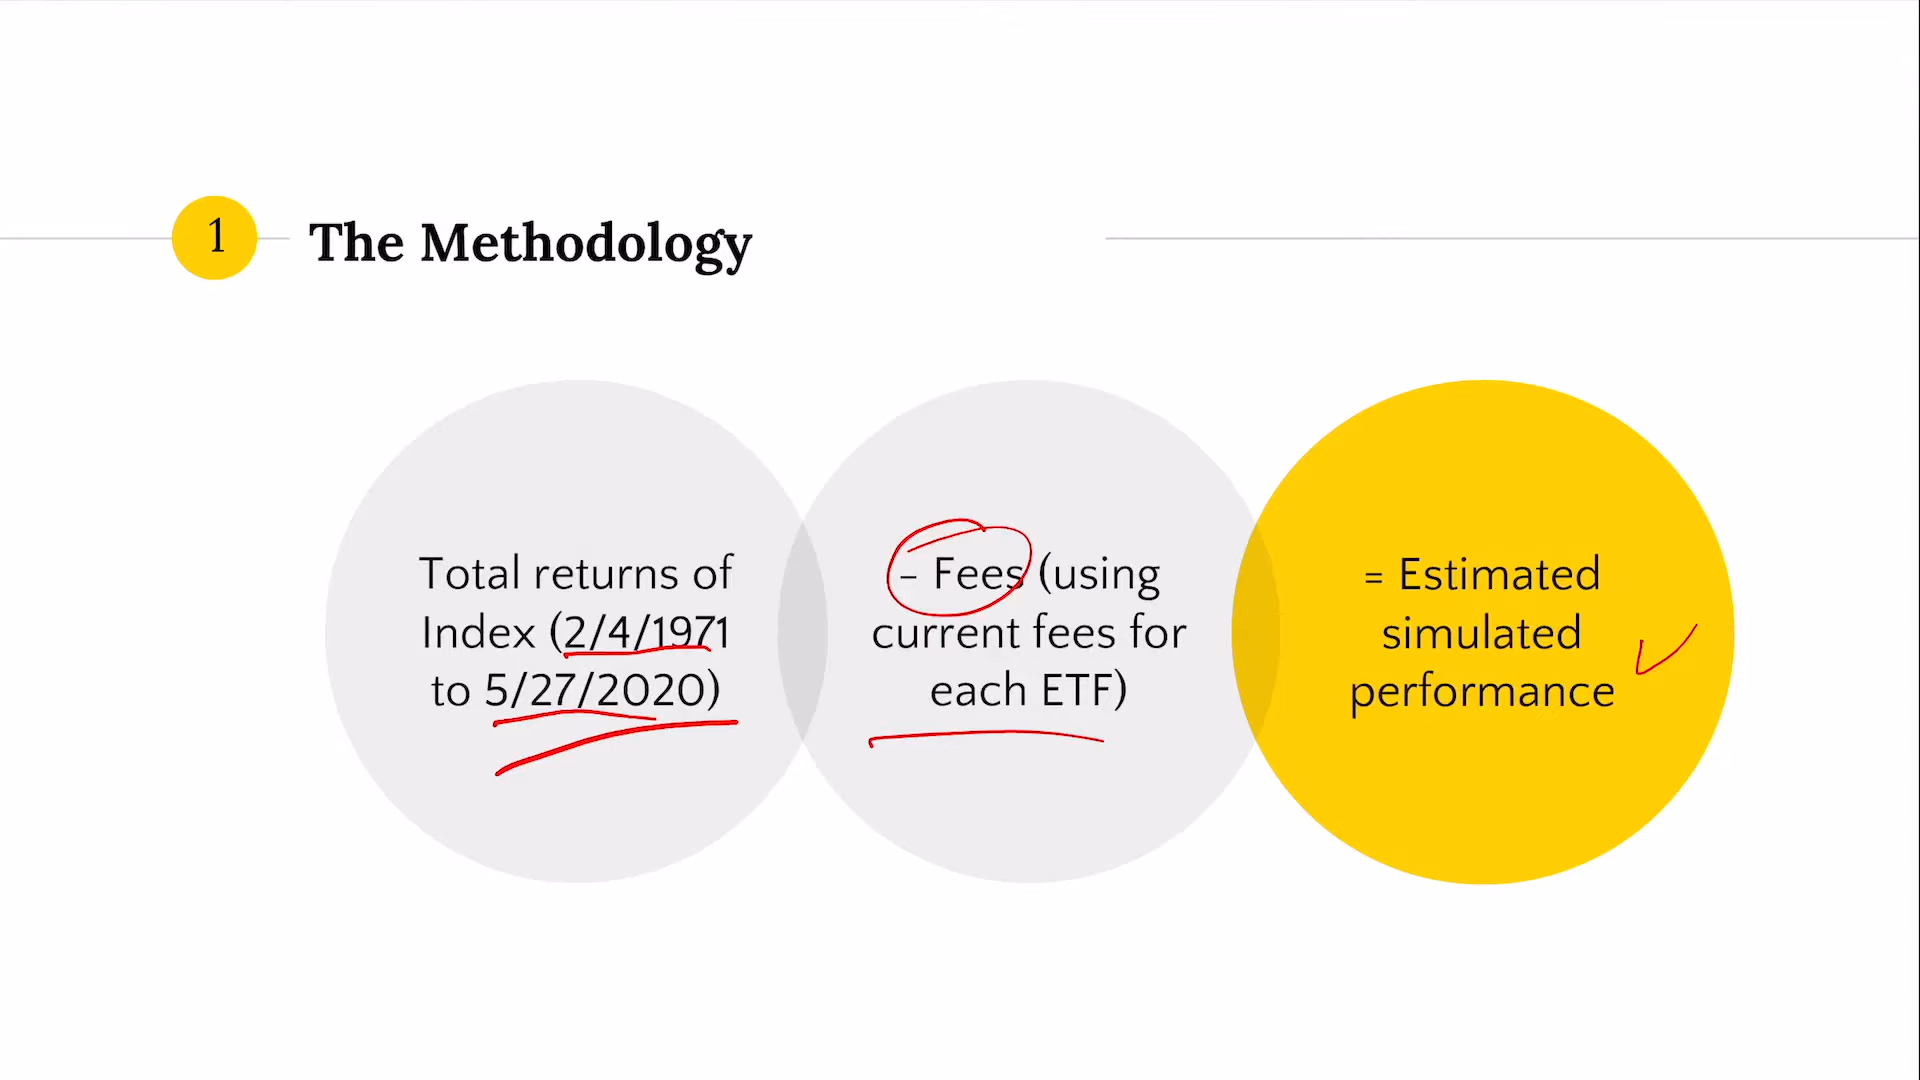 1
The Methodology
Total returns of
Index (2/4/1971
to 5/27/2020)
– Fees (using
current fees for
each ETF)
= Estimated
simulated
performance